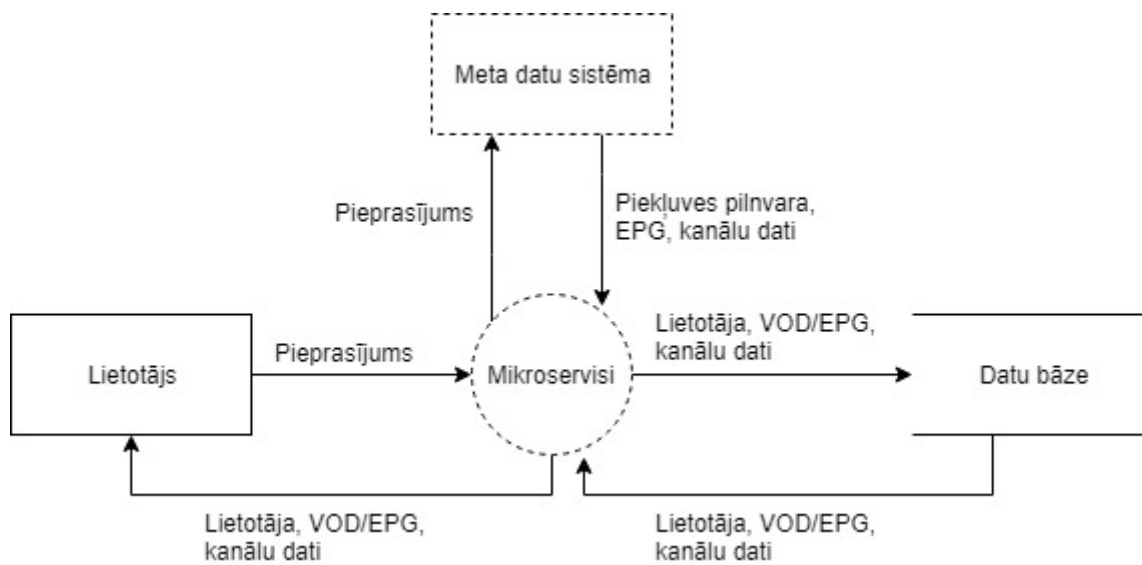 Meta datu sistēma
Pieprasījums
Piekļuves pilnvara,
EPG, kanālu dati
Lietotājs
Pieprasījums
Mikroservisi
Lietotāja, VOD/EPG,
kanālu dati
Datu bāze
Lietotāja, VOD/EPG,
kanālu dati
Lietotāja, VOD/EPG,
kanālu dati